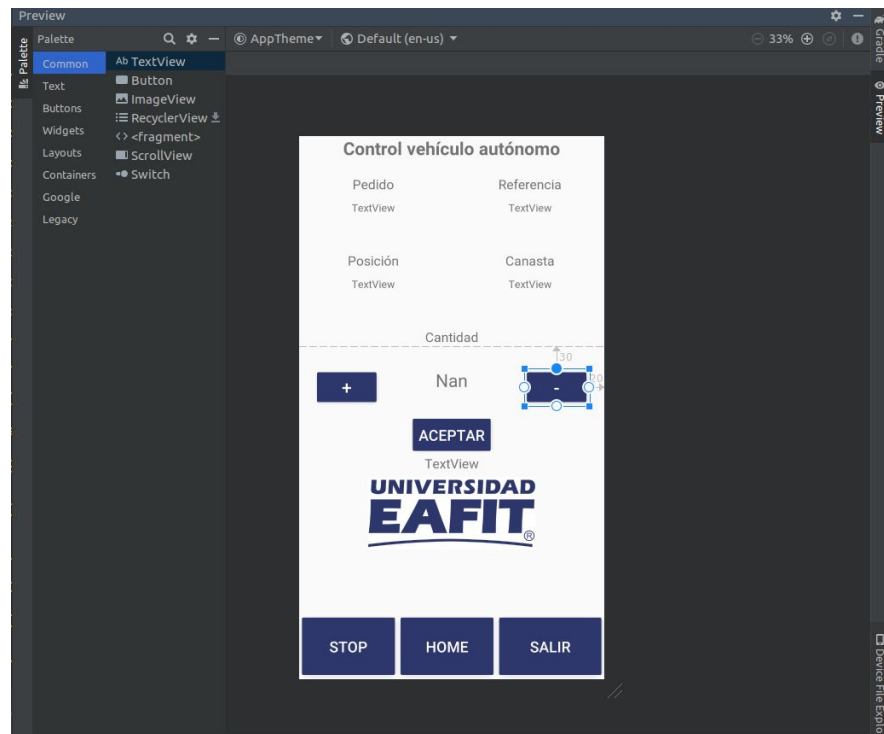 Preview
Palette
AppTheme
Default (en-us)
33%
Gradle
Palette
Common
Text
Buttons
Widgets
Layouts
Containers
Google
Legacy
Ab TextView
Button
ImageView
RecyclerView
<fragment>
ScrollView
Switch
Preview
Control vehículo autónomo
Pedido Referencia
TextView TextView
Posición Canasta
TextView TextView
Cantidad
30
20
+ Nan -
ACEPTAR
TextView
UNIVERSIDAD
EAFIT®
STOP HOME SALIR
Device File Explo